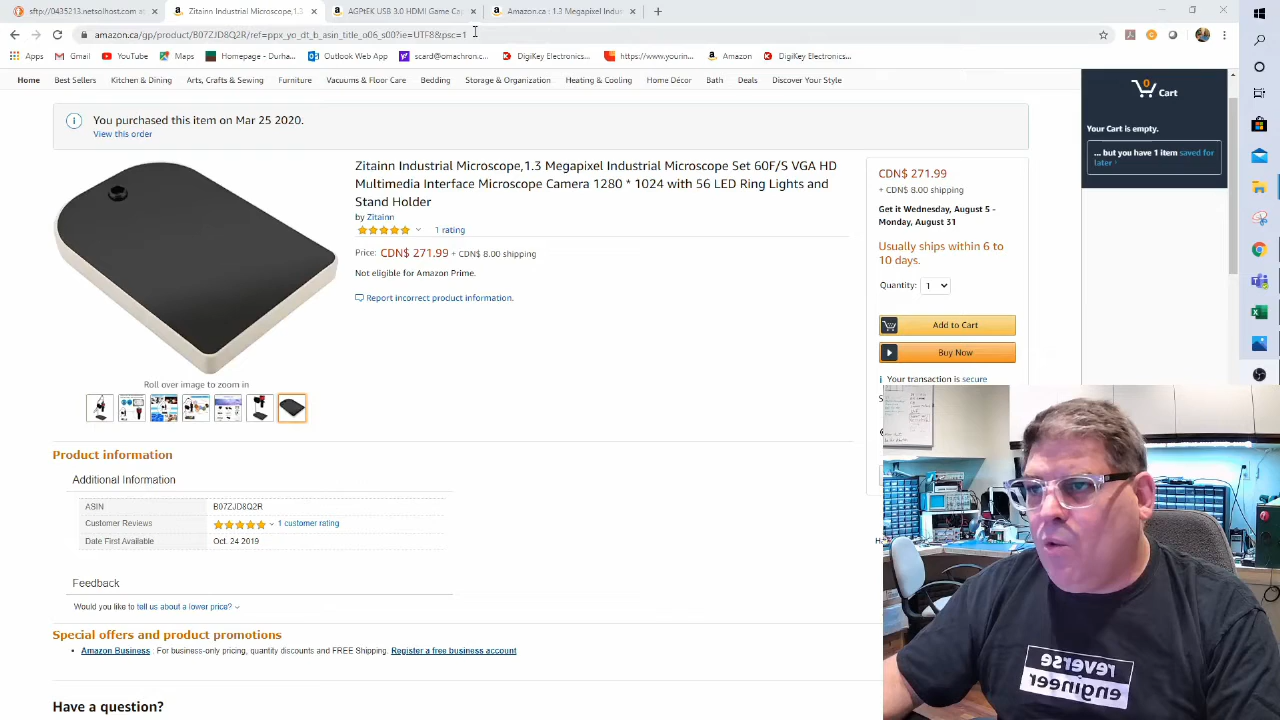 sftp://0435213.netsolhost.com
Zitainn Industrial Microscope,1.3
AGPtEK USB 3.0 HDMI Game Ca
Amazon.ca : 1.3 Megapixel Indus
amazon.ca/gp/product/B07ZJD8Q2R/ref=ppx_yo_dt_b_asin_title_o06_s00?ie=UTF8&psc=1
Apps Gmail YouTube Maps Homepage - Durha... CUPW scard@omachron... DigiKey Electronics... https://www.yourin... Amazon DigiKey Electronics...
Home Best Sellers Kitchen & Dining Arts, Crafts & Sewing Furniture Vacuums & Floor Care Bedding Storage & Organization Heating & Cooling Home Décor Bath Deals Discover Your Style
0
Cart
Your Cart is empty.
... but you have 1 item saved for
later
You purchased this item on Mar 25 2020.
View this order
Zitainn Industrial Microscope,1.3 Megapixel Industrial Microscope Set 60F/S VGA HD
Multimedia Interface Microscope Camera 1280 * 1024 with 56 LED Ring Lights and
Stand Holder
by Zitainn
1 rating
Price: CDN$ 271.99 + CDN$ 8.00 shipping
Not eligible for Amazon Prime.
Report incorrect product information.
CDN$ 271.99
+ CDN$ 8.00 shipping
Get it Wednesday, August 5 -
Monday, August 31
Usually ships within 6 to
10 days.
Quantity: 1
Add to Cart
Buy Now
Your transaction is secure
Roll over image to zoom in
Product information
Additional Information
ASIN B07ZJD8Q2R
Customer Reviews 1 customer rating
Date First Available Oct. 24 2019
Feedback
Would you like to tell us about a lower price?
Special offers and product promotions
Amazon Business : For business-only pricing, quantity discounts and FREE Shipping. Register a free business account
Have a question?
reverse
engineer